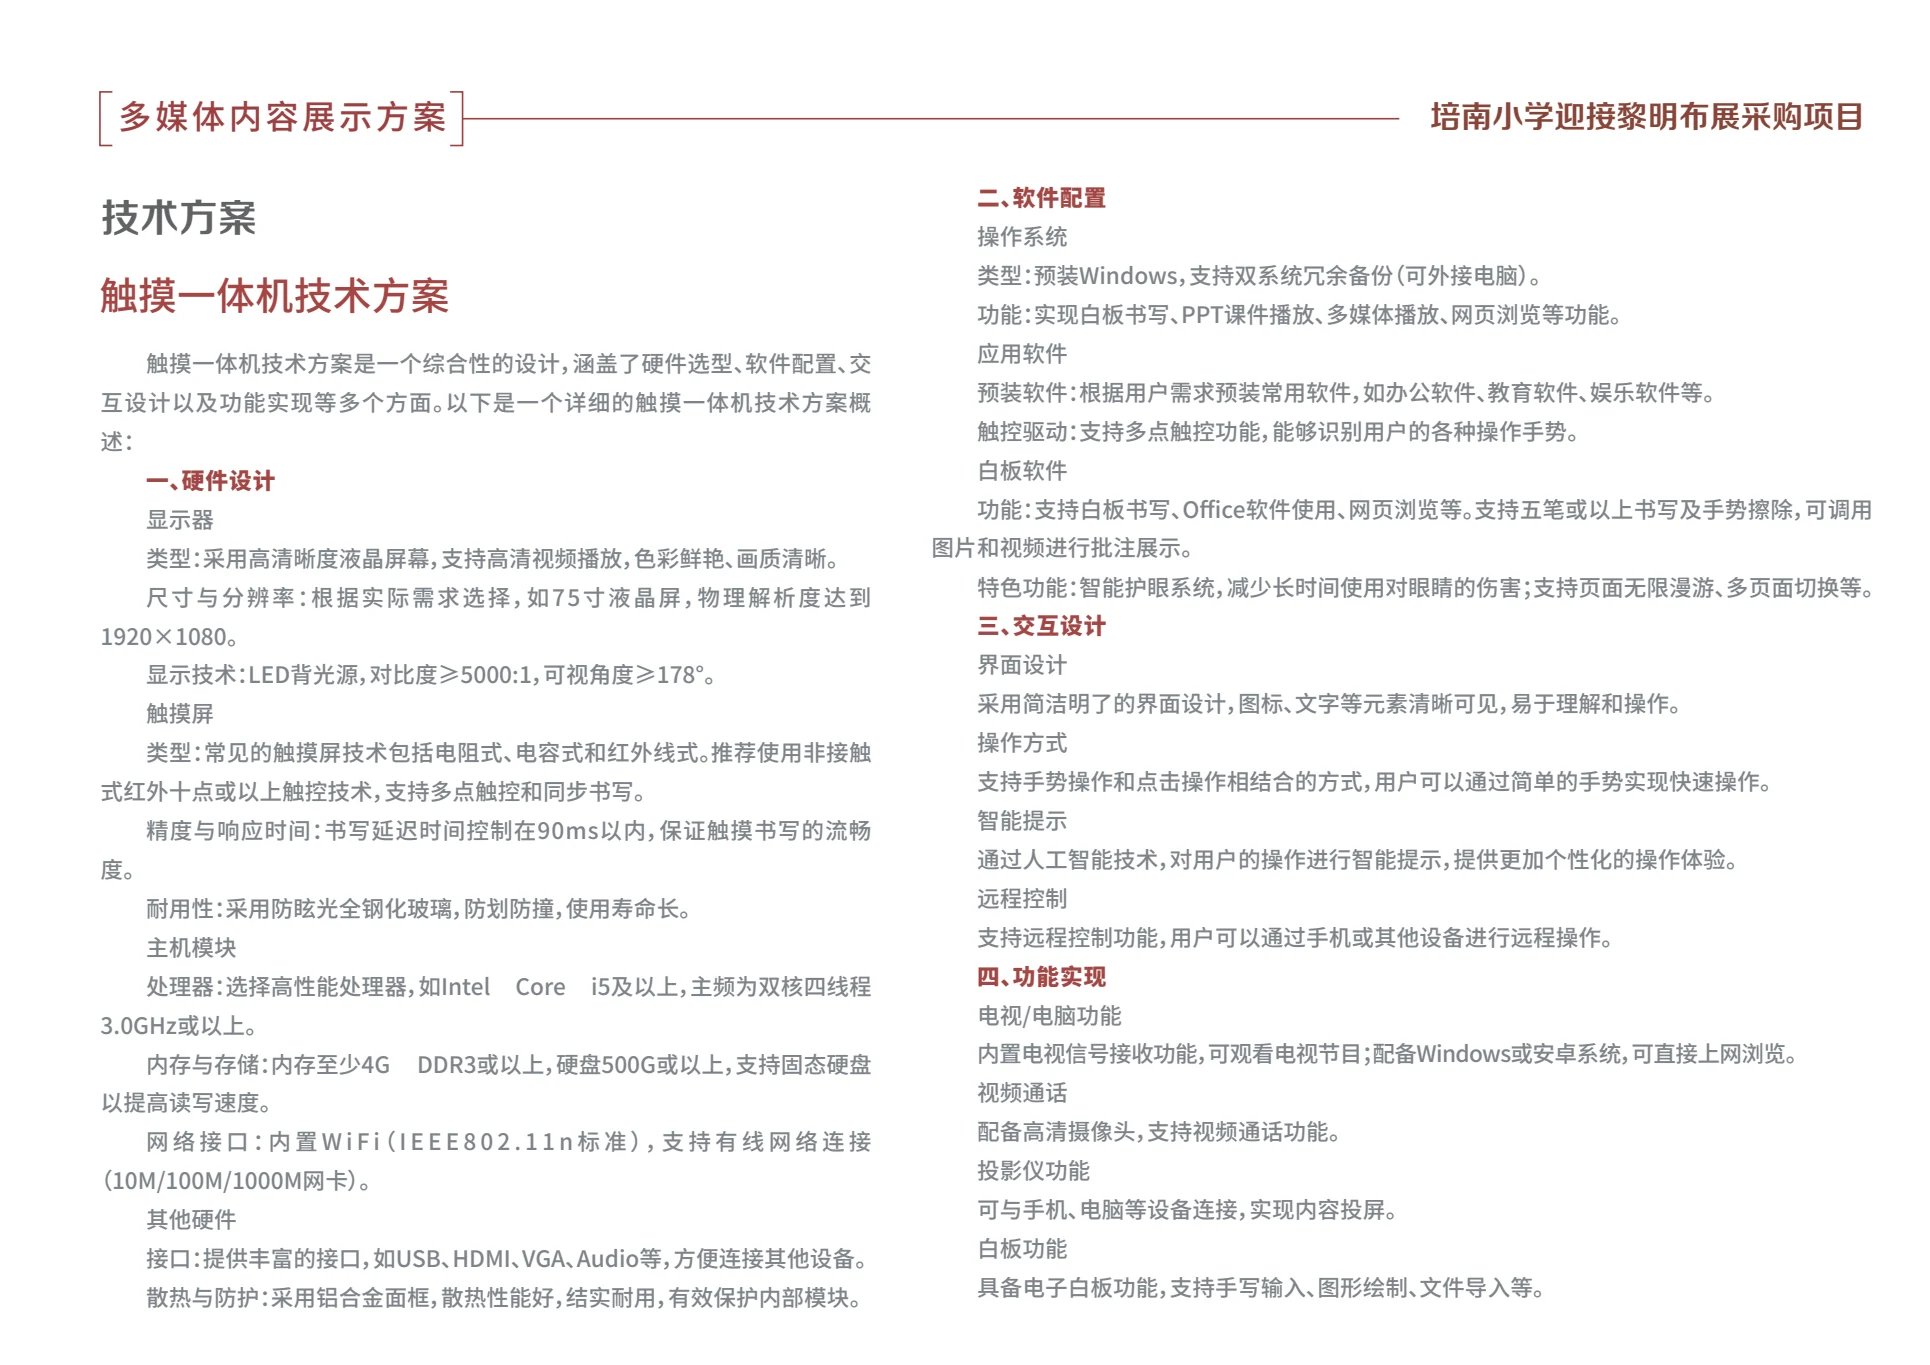 多媒体内容展示方案
培南小学迎接黎明布展采购项目
技术方案
触摸一体机技术方案
触摸一体机技术方案是一个综合性的设计，涵盖了硬件选型、软件配置、交
互设计以及功能实现等多个方面。以下是一个详细的触摸一体机技术方案概
述：
一、硬件设计
显示器
类型：采用高清晰度液晶屏幕，支持高清视频播放，色彩鲜艳、画质清晰。
尺寸与分辨率：根据实际需求选择，如75寸液晶屏，物理解析度达到
1920×1080。
显示技术：LED背光源，对比度≥5000:1，可视角度≥178°。
触摸屏
类型：常见的触摸屏技术包括电阻式、电容式和红外线式。推荐使用非接触
式红外十点或以上触控技术，支持多点触控和同步书写。
精度与响应时间：书写延迟时间控制在90ms以内，保证触摸书写的流畅
度。
耐用性：采用防眩光全钢化玻璃，防划防撞，使用寿命长。
主机模块
处理器：选择高性能处理器，如Intel Core i5及以上，主频为双核四线程
3.0GHz或以上。
内存与存储：内存至少4G DDR3或以上，硬盘500G或以上，支持固态硬盘
以提高读写速度。
网络接口：内置WiFi（IEEE802.11n标准），支持有线网络连接
（10M/100M/1000M网卡）。
其他硬件
接口：提供丰富的接口，如USB、HDMI、VGA、Audio等，方便连接其他设备。
散热与防护：采用铝合金面框，散热性能好，结实耐用，有效保护内部模块。
二、软件配置
操作系统
类型：预装Windows，支持双系统冗余备份（可外接电脑）。
功能：实现白板书写、PPT课件播放、多媒体播放、网页浏览等功能。
应用软件
预装软件：根据用户需求预装常用软件，如办公软件、教育软件、娱乐软件等。
触控驱动：支持多点触控功能，能够识别用户的各种操作手势。
白板软件
功能：支持白板书写、Office软件使用、网页浏览等。支持五笔或以上书写及手势擦除，可调用
图片和视频进行批注展示。
特色功能：智能护眼系统，减少长时间使用对眼睛的伤害；支持页面无限漫游、多页面切换等。
三、交互设计
界面设计
采用简洁明了的界面设计，图标、文字等元素清晰可见，易于理解和操作。
操作方式
支持手势操作和点击操作相结合的方式，用户可以通过简单的手势实现快速操作。
智能提示
通过人工智能技术，对用户的操作进行智能提示，提供更加个性化的操作体验。
远程控制
支持远程控制功能，用户可以通过手机或其他设备进行远程操作。
四、功能实现
电视/电脑功能
内置电视信号接收功能，可观看电视节目；配备Windows或安卓系统，可直接上网浏览。
视频通话
配备高清摄像头，支持视频通话功能。
投影仪功能
可与手机、电脑等设备连接，实现内容投屏。
白板功能
具备电子白板功能，支持手写输入、图形绘制、文件导入等。